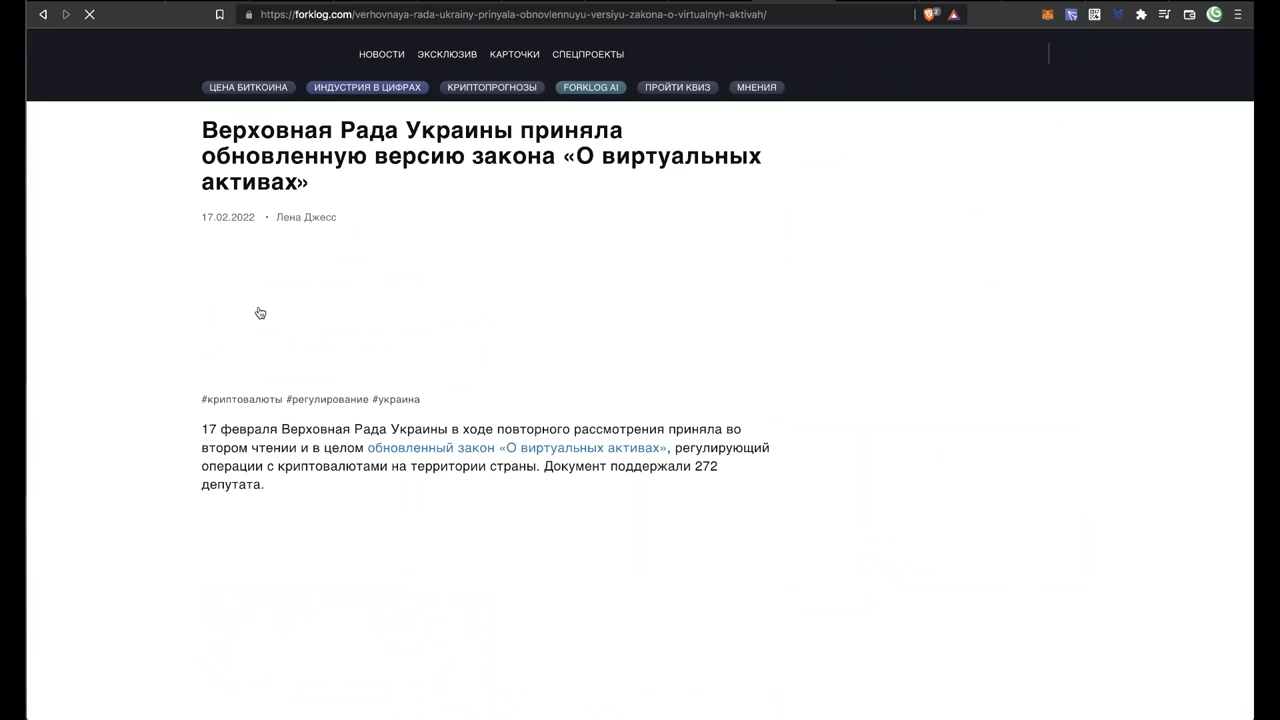 https://forklog.com/verhovnaya-rada-ukrainy-prinyala-obnovlennuyu-versiyu-zakona-o-virtualnyh-aktivah/
НОВОСТИ ЭКСКЛЮЗИВ КАРТОЧКИ СПЕЦПРОЕКТЫ
ЦЕНА БИТКОИНА ИНДУСТРИЯ В ЦИФРАХ КРИПТОПРОГНОЗЫ FORKLOG AI ПРОЙТИ КВИЗ МНЕНИЯ
Верховная Рада Украины приняла
обновленную версию закона «О виртуальных
активах»
17.02.2022 • Лена Джесс
#криптовалюты #регулирование #украина
17 февраля Верховная Рада Украины в ходе повторного рассмотрения приняла во
втором чтении и в целом обновленный закон «О виртуальных активах», регулирующий
операции с криптовалютами на территории страны. Документ поддержали 272
депутата.